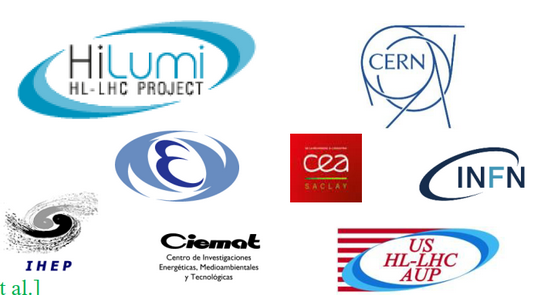 HiLumi
HL-LHC PROJECT
CERN
cea
SACLAY
INFN
IHEP
Ciemat
Centro de Investigaciones
Energéticas, Medioambientales
y Tecnológicas
US
HL-LHC
AUP
t al.]